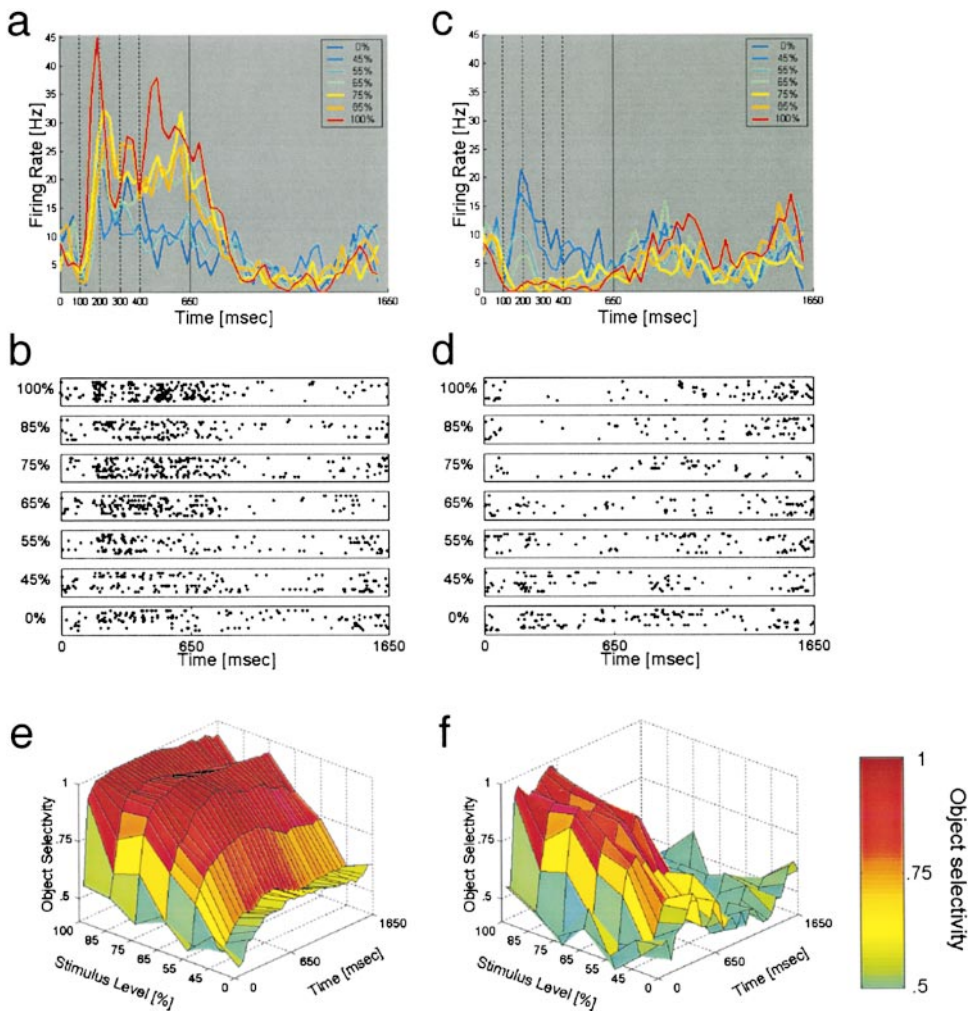 a
Firing Rate [Hz]
45
40
35
30
25
20
15
10
5
0%
45%
55%
65%
75%
85%
100%
0 100 200 300 400 650 1650
Time [msec]
c
Firing Rate [Hz]
45
40
35
30
25
20
15
10
5
0
0%
45%
55%
65%
75%
85%
100%
0 100 200 300 400 650 1650
Time [msec]
b
100%
85%
75%
65%
55%
45%
0%
0 650 1650
Time [msec]
d
100%
85%
75%
65%
55%
45%
0%
0 650 1650
Time [msec]
e
Object Selectivity
1
.75
.5
100 85 75 65 55 45 0
Stimulus Level [%]
0 650 1650
Time [msec]
f
Object Selectivity
1
.75
.5
100 85 75 65 55 45 0
Stimulus Level [%]
0 650 1650
Time [msec]
1
.75
.5
Object selectivity